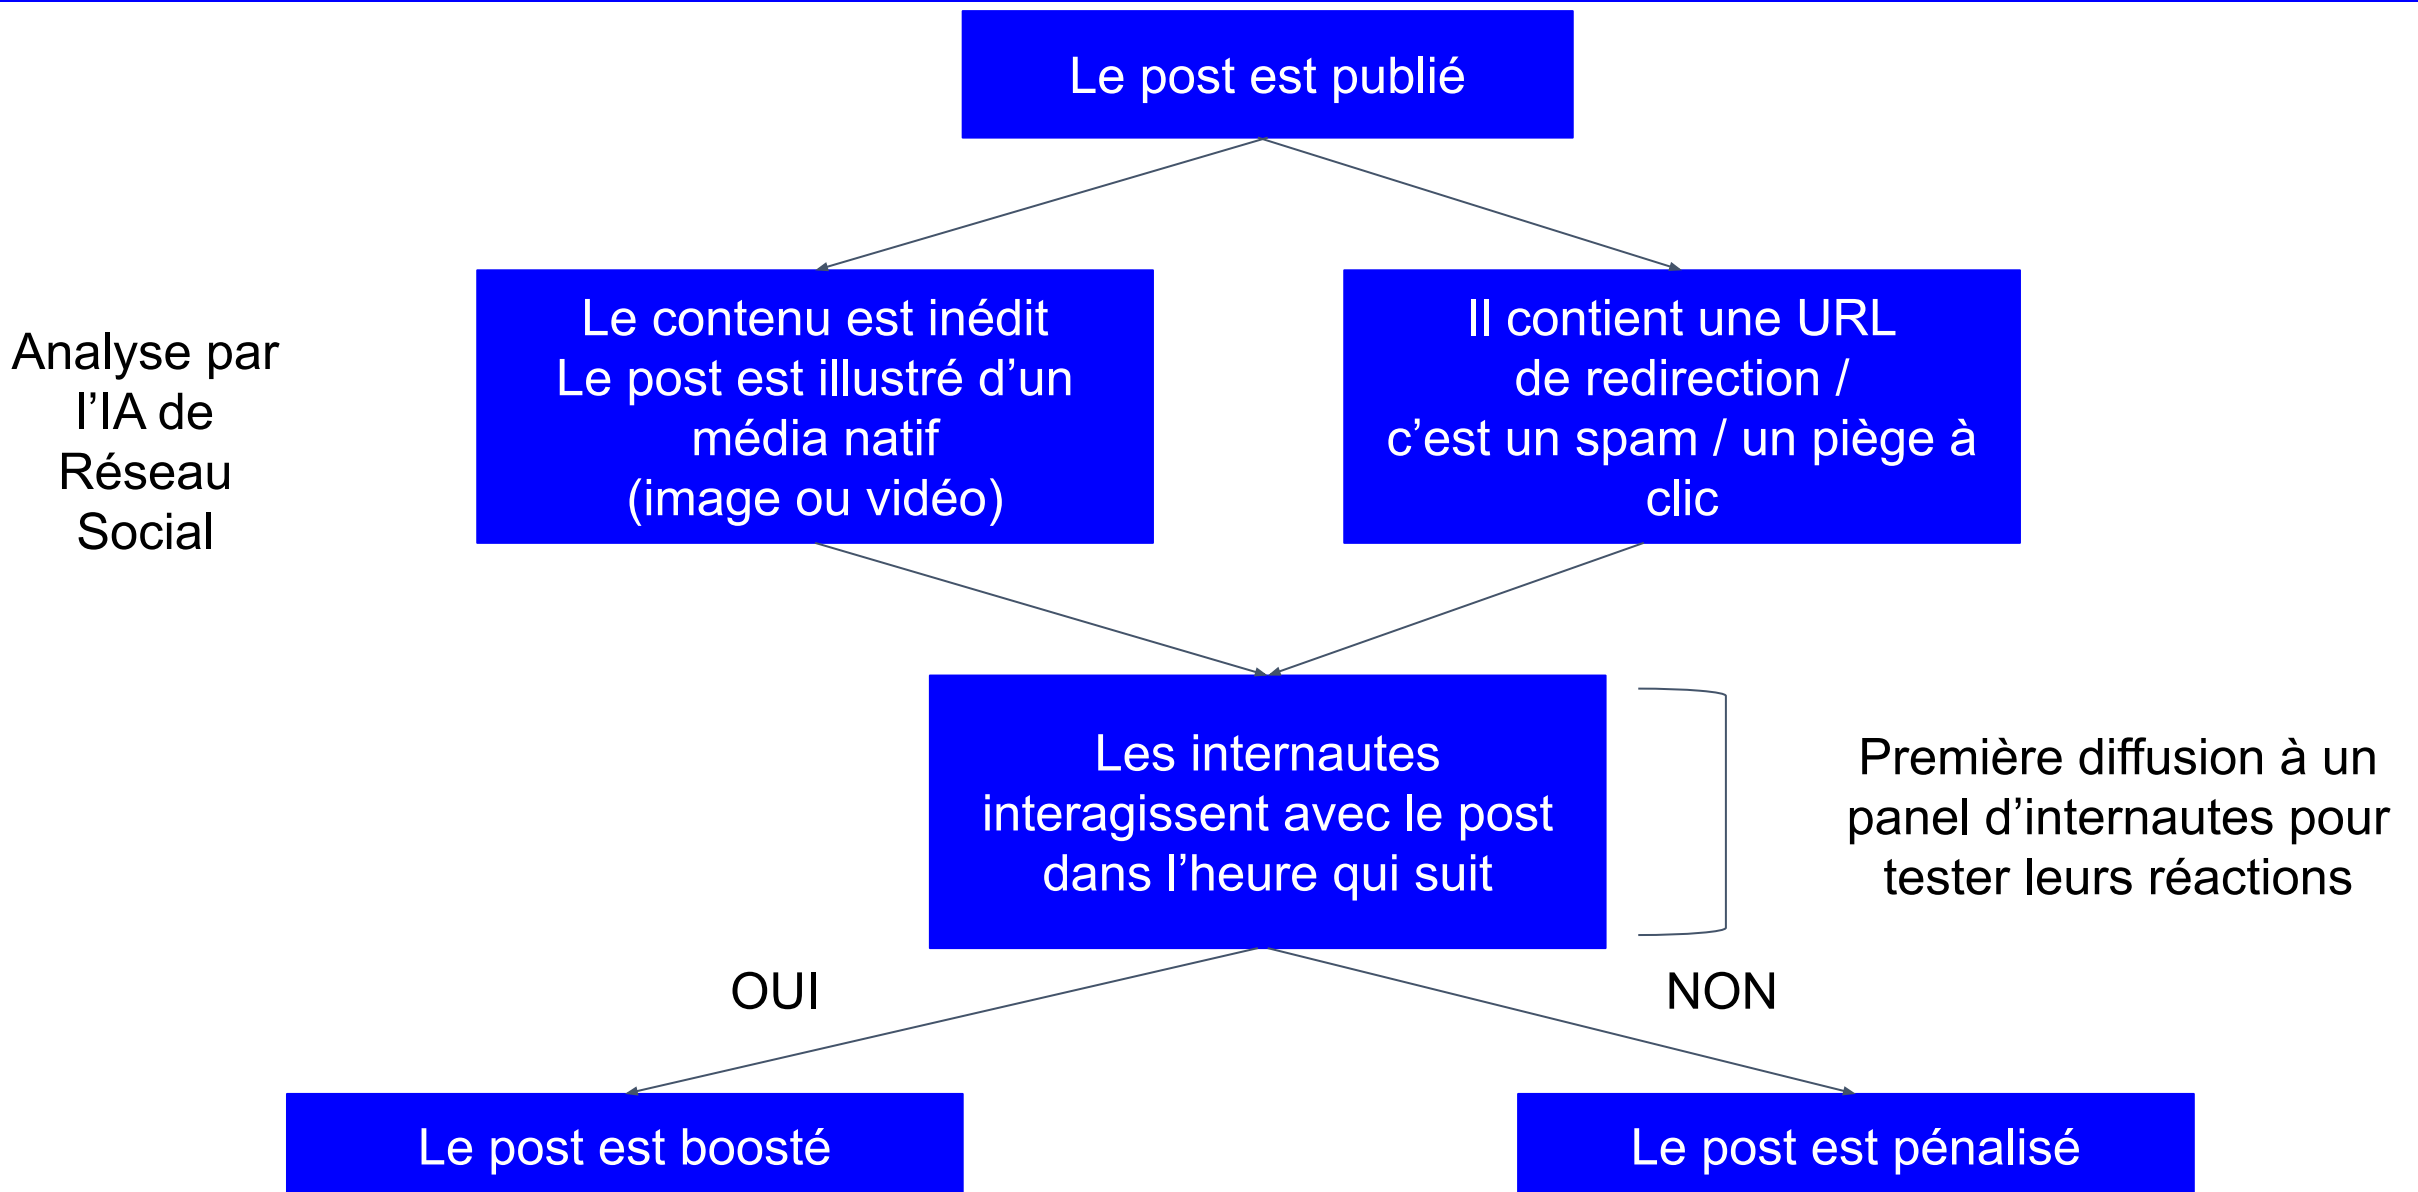 Le post est publié
Analyse par
l’IA de
Réseau
Social
Le contenu est inédit
Le post est illustré d’un
média natif
(image ou vidéo)
Il contient une URL
de redirection /
c’est un spam / un piège à
clic
Les internautes
interagissent avec le post
dans l’heure qui suit
Première diffusion à un
panel d’internautes pour
tester leurs réactions
OUI
NON
Le post est boosté
Le post est pénalisé